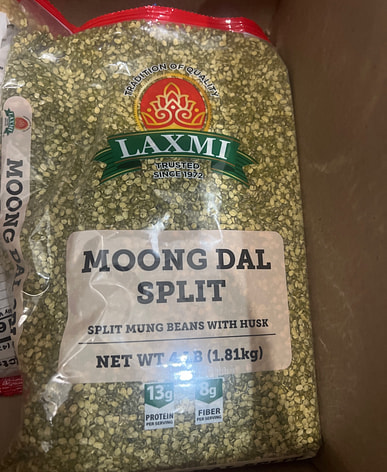 TRADITION OF QUALITY
LAXMI
TRUSTED
SINCE 1972
MOONG DAL
SPLIT
SPLIT MUNG BEANS WITH HUSK
NET WT 4 LB (1.81kg)
13g
PROTEIN
PER SERVING
8g
FIBER
PER SERVING
LAXMI
MOONG DAL